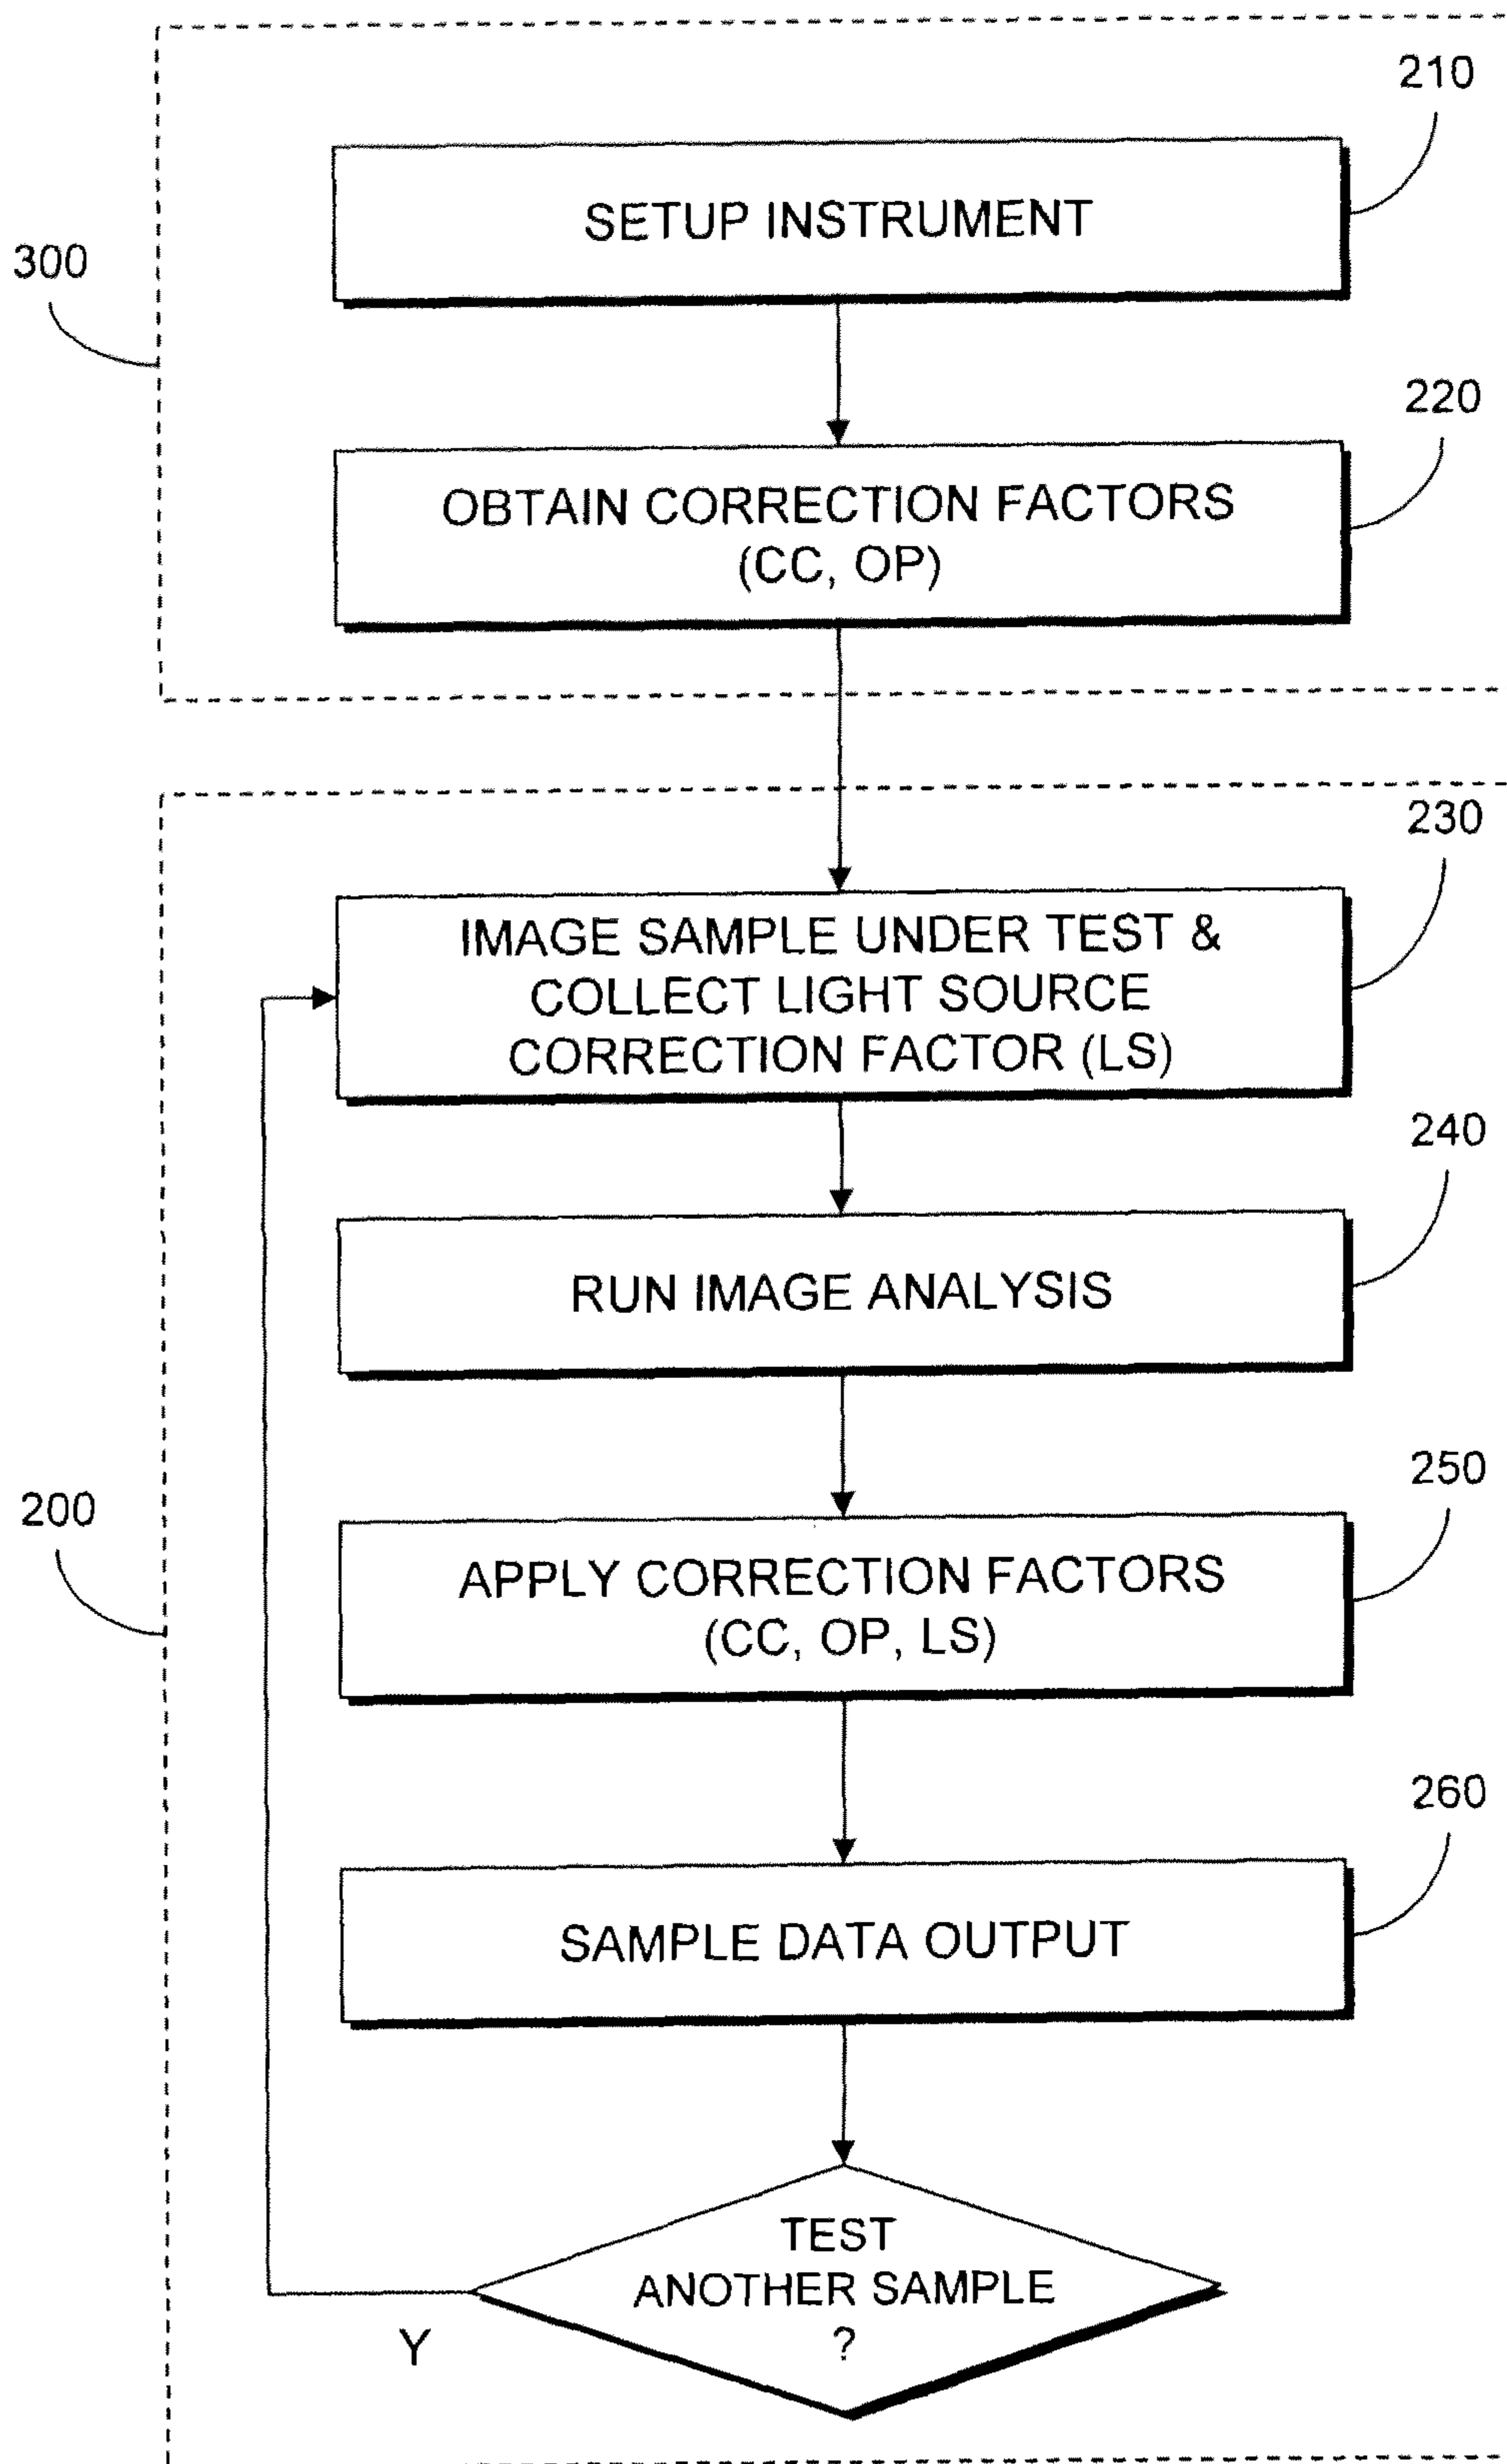 210
SETUP INSTRUMENT
300
220
OBTAIN CORRECTION FACTORS
(CC, OP)
230
IMAGE SAMPLE UNDER TEST &
COLLECT LIGHT SOURCE
CORRECTION FACTOR (LS)
240
RUN IMAGE ANALYSIS
250
200
APPLY CORRECTION FACTORS
(CC, OP, LS)
260
SAMPLE DATA OUTPUT
TEST
ANOTHER SAMPLE
?
Y